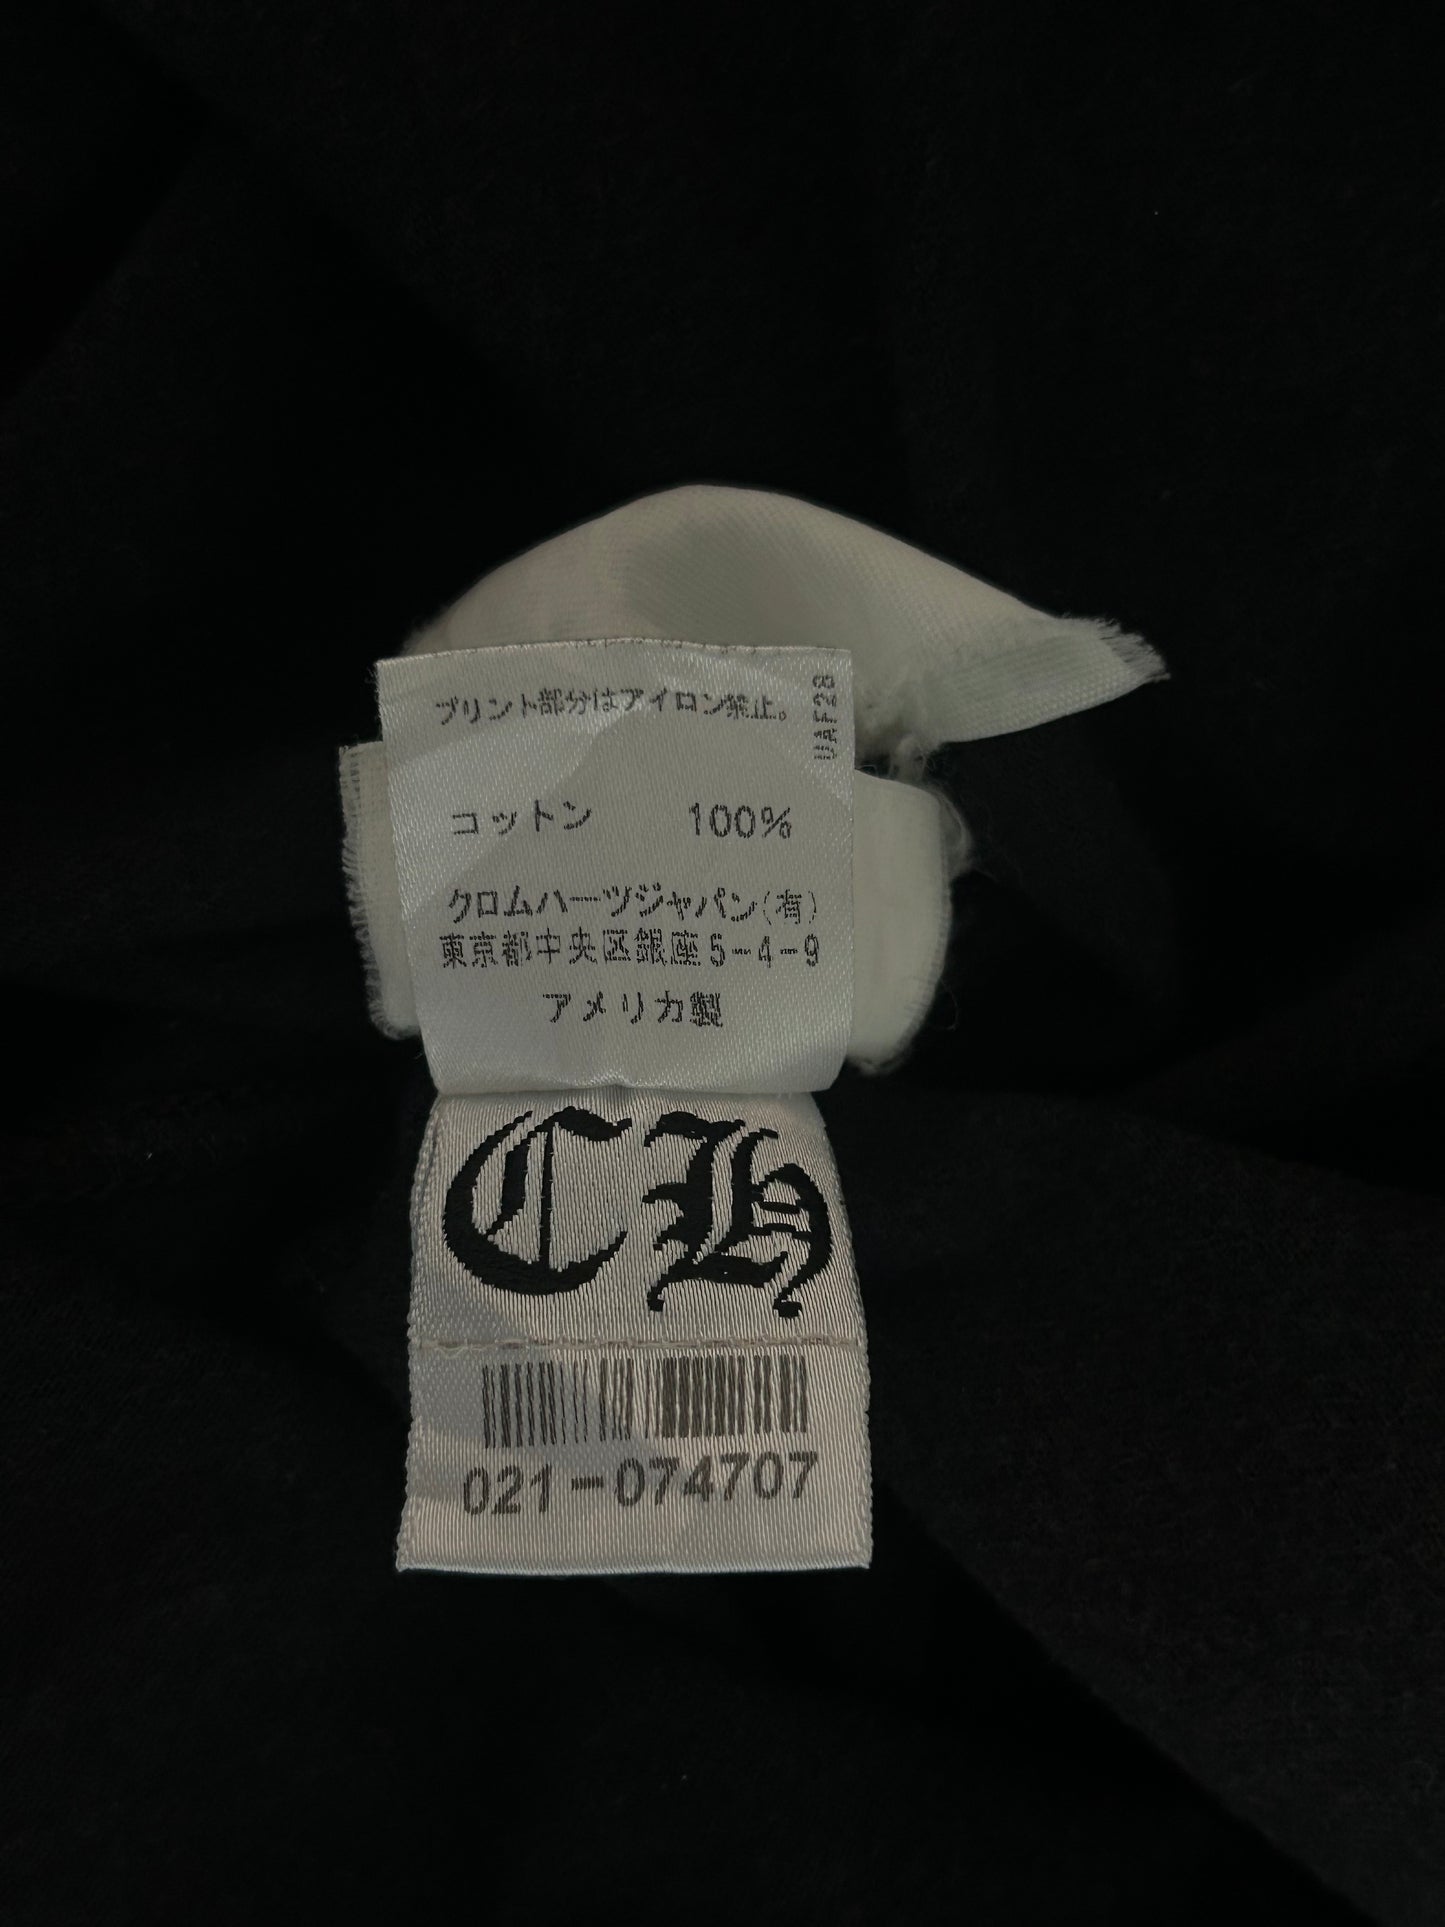 プリント部分はアイロン禁止。
UAF28
コットン 100%
クロムハーツジャパン(有)
東京都中央区銀座5-4-9
アメリカ製
CH
021-074707